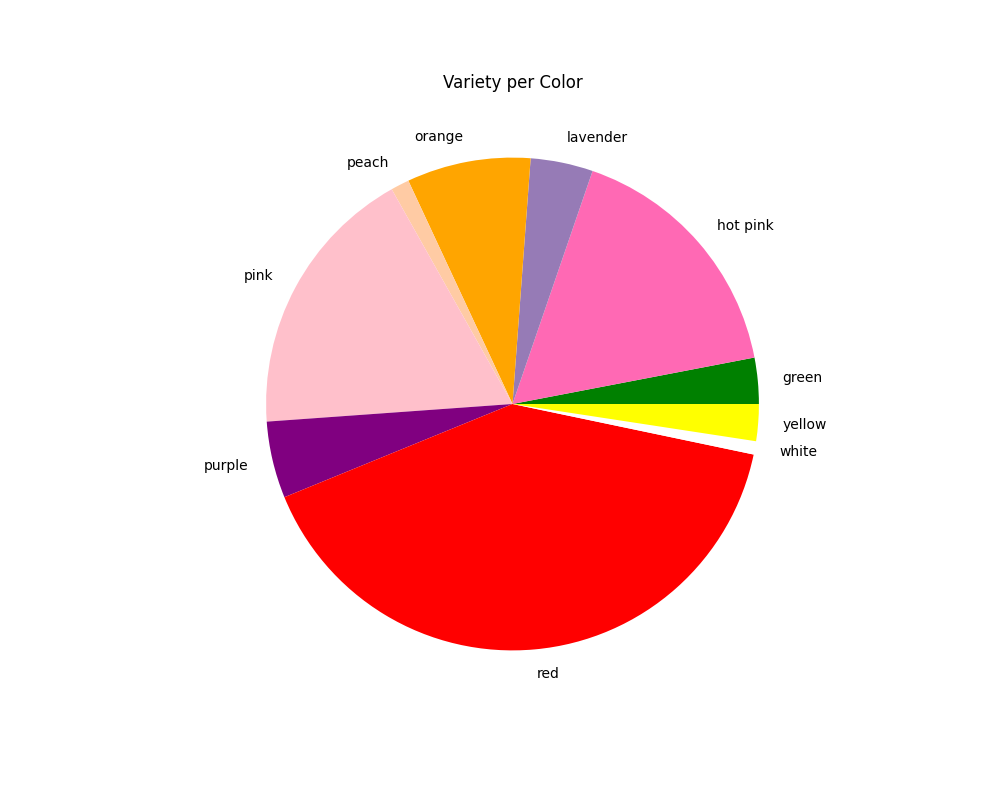 Variety per Color
orange
lavender
peach
hot pink
pink
green
yellow
white
purple
red